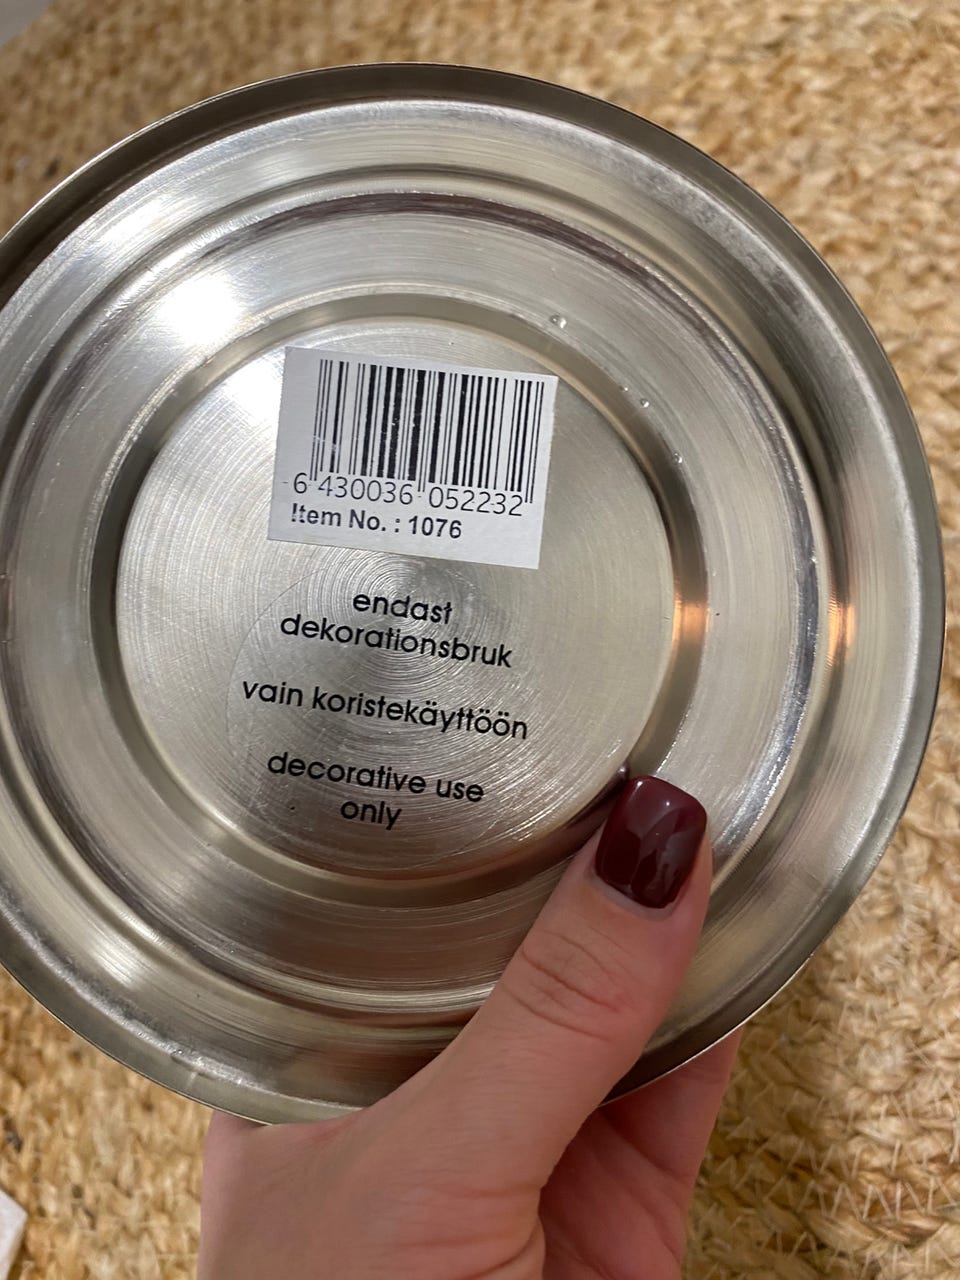 6 430036 052232
Item No. : 1076
endast
dekorationsbruk
vain koristekäyttöön
decorative use
only